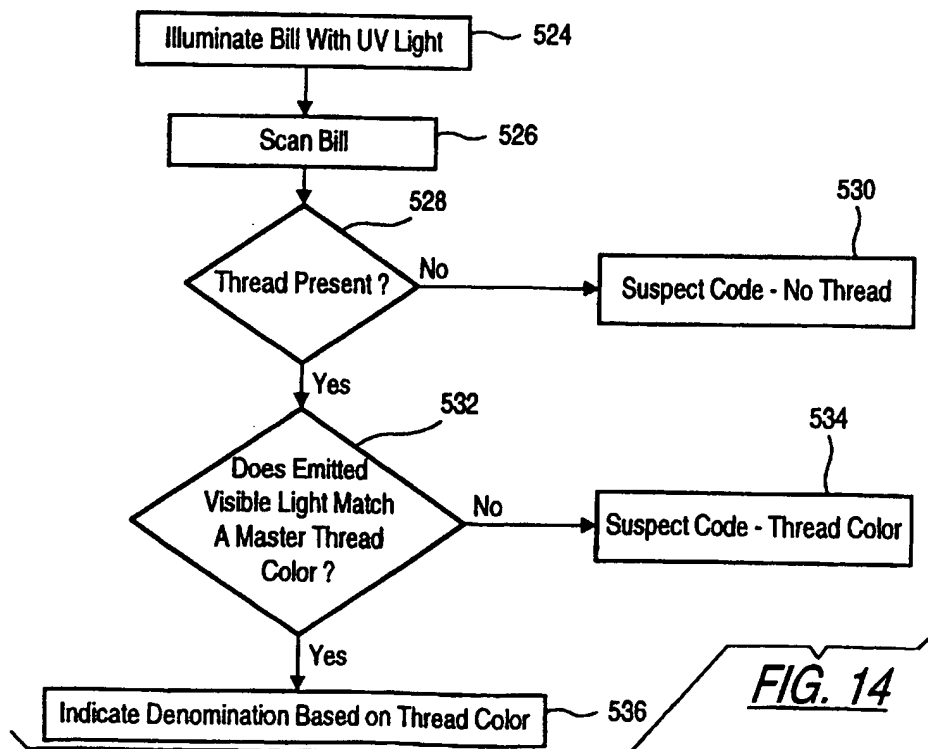 Illuminate Bill With UV Light
524
Scan Bill
526
528
Thread Present ?
No
530
Suspect Code - No Thread
Yes
532
Does Emitted
Visible Light Match
A Master Thread
Color ?
No
534
Suspect Code - Thread Color
Yes
Indicate Denomination Based on Thread Color
536
FIG. 14